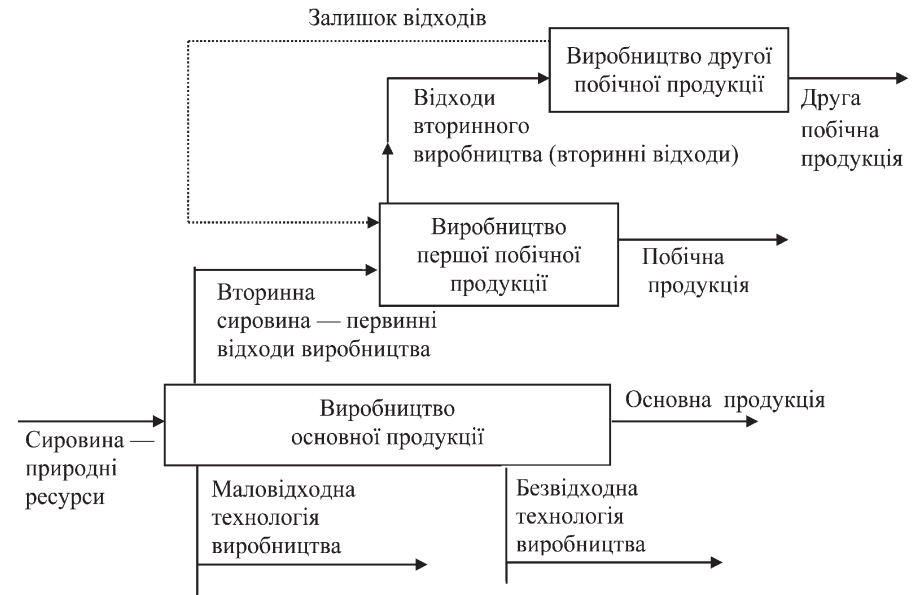 Залишок відходів
Виробництво другої
побічної продукції
Відходи
вторинного
виробництва (вторинні відходи)
Друга
побічна
продукція
Виробництво
першої побічної
продукції
Побічна
продукція
Вторинна
сировина — первинні
відходи виробництва
Виробництво
основної продукції
Основна продукція
Сировина —
природні
ресурси
Маловідходна
технологія
виробництва
Безвідходна
технологія
виробництва